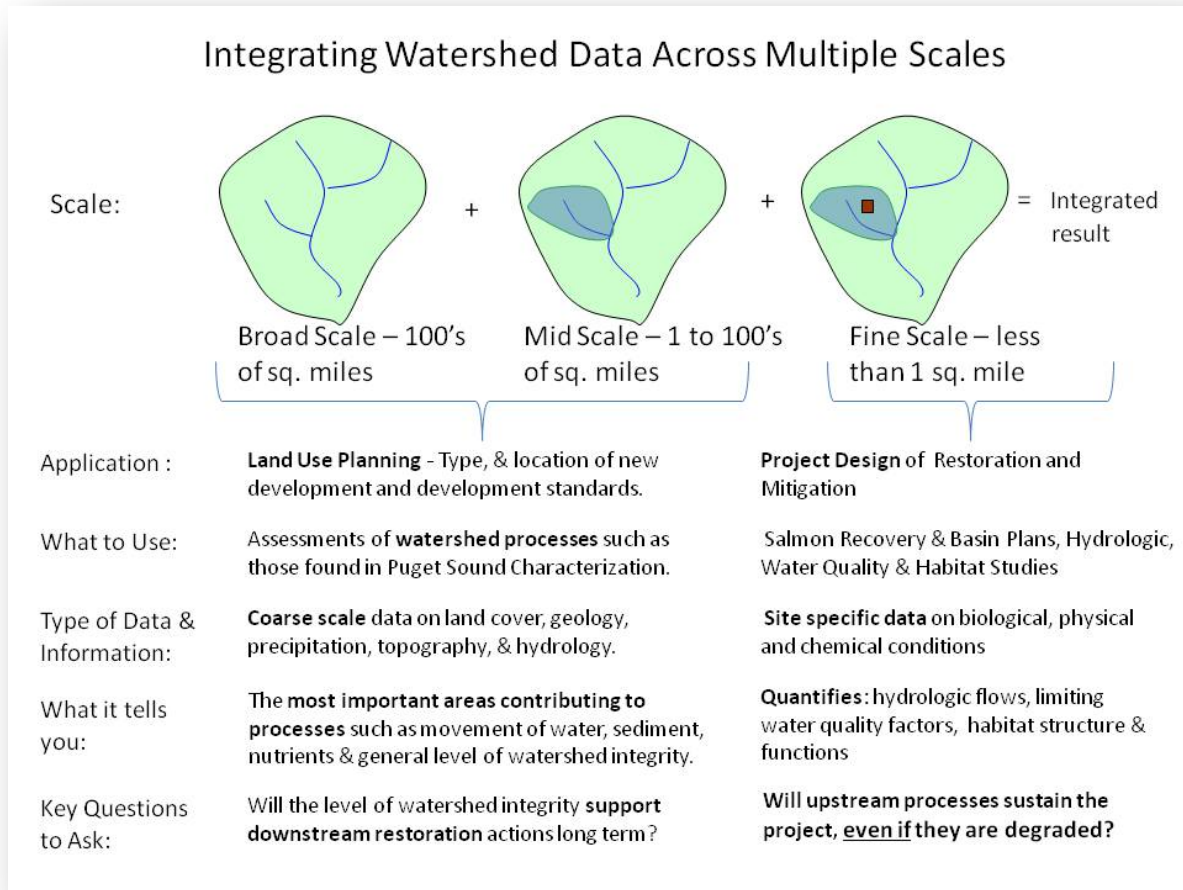 Integrating Watershed Data Across Multiple Scales
Scale:
+
+
= Integrated
result
Broad Scale – 100's
of sq. miles
Mid Scale – 1 to 100's
of sq. miles
Fine Scale – less
than 1 sq. mile
Application :
Land Use Planning - Type, & location of new
development and development standards.
Project Design of Restoration and
Mitigation
What to Use:
Assessments of watershed processes such as
those found in Puget Sound Characterization.
Salmon Recovery & Basin Plans, Hydrologic,
Water Quality & Habitat Studies
Type of Data &
Information:
Coarse scale data on land cover, geology,
precipitation, topography, & hydrology.
Site specific data on biological, physical
and chemical conditions
What it tells
you:
The most important areas contributing to
processes such as movement of water, sediment,
nutrients & general level of watershed integrity.
Quantifies: hydrologic flows, limiting
water quality factors, habitat structure &
functions
Key Questions
to Ask:
Will the level of watershed integrity support
downstream restoration actions long term?
Will upstream processes sustain the
project, even if they are degraded?